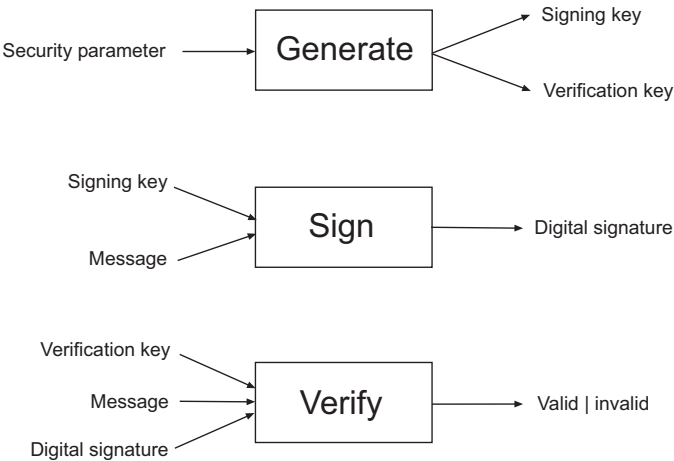 Security parameter
Generate
Signing key
Verification key
Signing key
Message
Sign
Digital signature
Verification key
Message
Digital signature
Verify
Valid | invalid